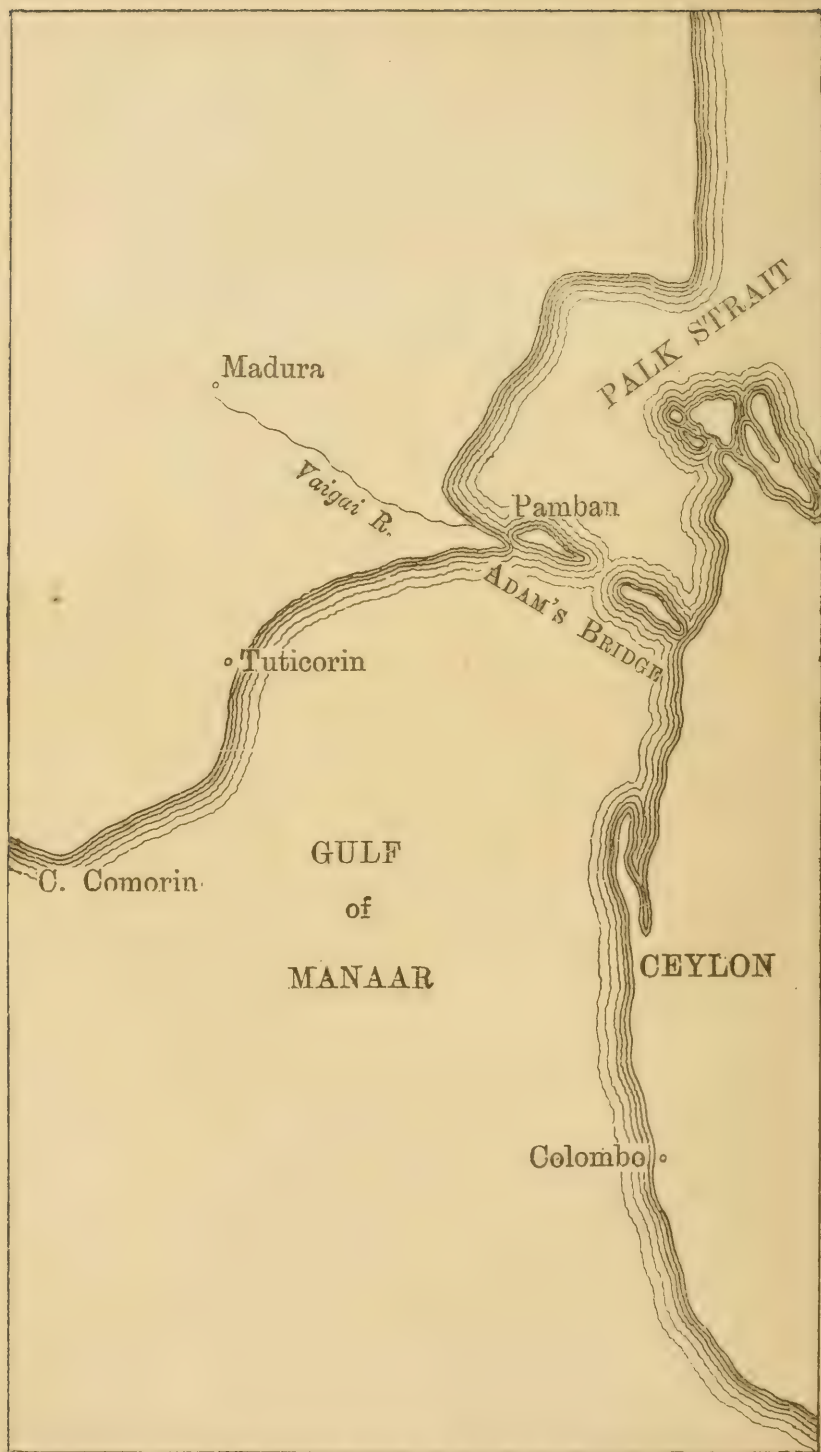 PALK STRAIT
Madura
Vaigai R.
Pamban
ADAM'S BRIDGE
Tuticorin
GULF
of
MANAAR
C. Comorin
CEYLON
Colombo